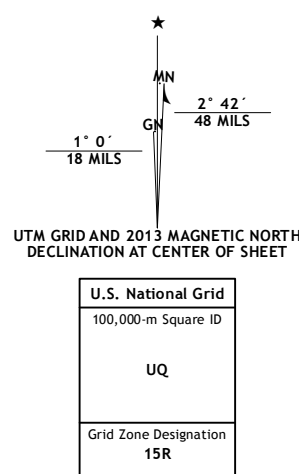 ★
MN
GN
2° 42´
48 MILS
1° 0´
18 MILS
UTM GRID AND 2013 MAGNETIC NORTH
DECLINATION AT CENTER OF SHEET
U.S. National Grid
100,000-m Square ID
UQ
Grid Zone Designation
15R